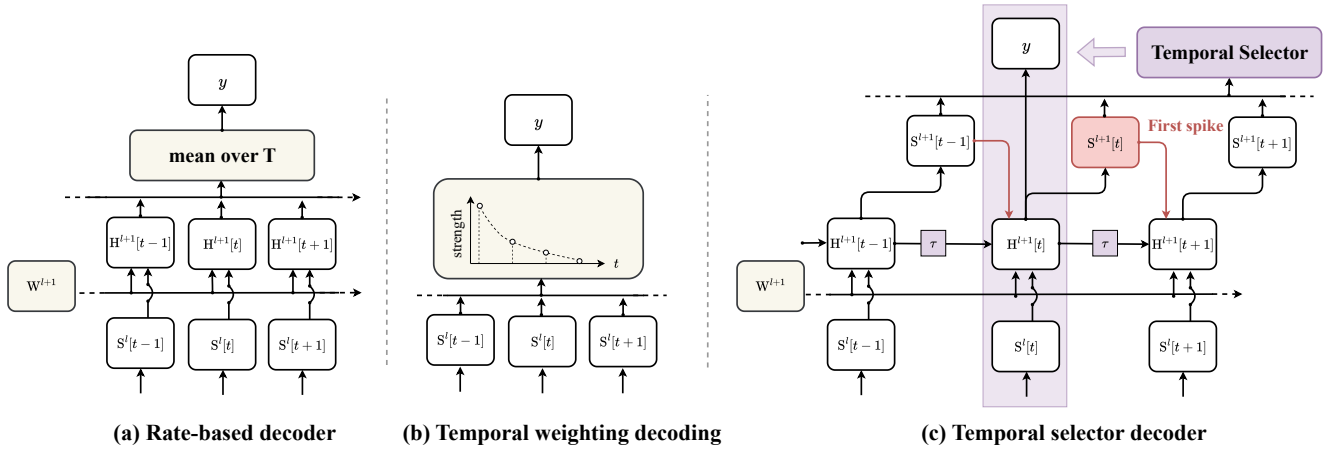 y
mean over T
H^{l+1}[t − 1]
H^{l+1}[t]
H^{l+1}[t + 1]
W^{l+1}
S^{l}[t − 1]
S^{l}[t]
S^{l}[t + 1]
(a) Rate-based decoder
y
strength
t
S^{l}[t − 1]
S^{l}[t]
S^{l}[t + 1]
(b) Temporal weighting decoding
y
Temporal Selector
S^{l+1}[t − 1]
S^{l+1}[t]
First spike
S^{l+1}[t + 1]
H^{l+1}[t − 1]
τ
H^{l+1}[t]
τ
H^{l+1}[t + 1]
W^{l+1}
S^{l}[t − 1]
S^{l}[t]
S^{l}[t + 1]
(c) Temporal selector decoder